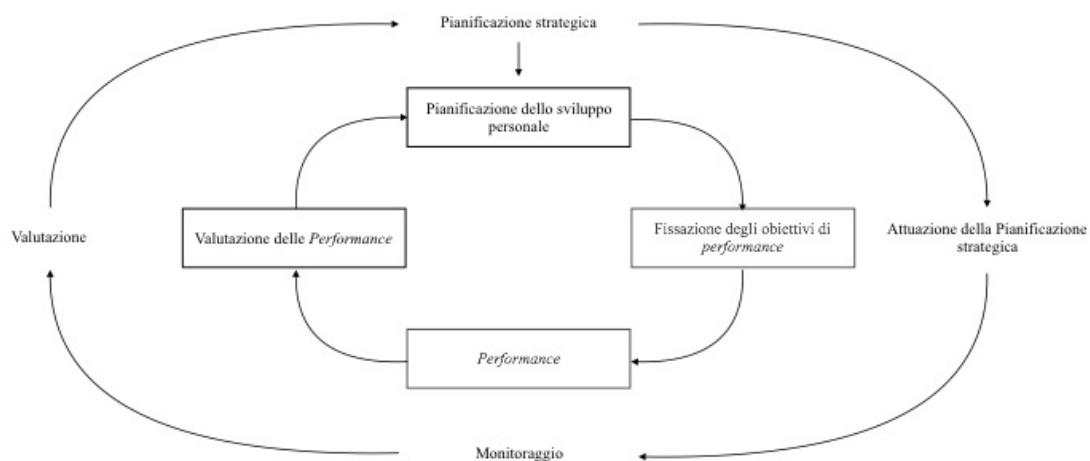 Pianificazione strategica
Pianificazione dello sviluppo
personale
Valutazione
Valutazione delle Performance
Fissazione degli obiettivi di
performance
Attuazione della Pianificazione
strategica
Performance
Monitoraggio